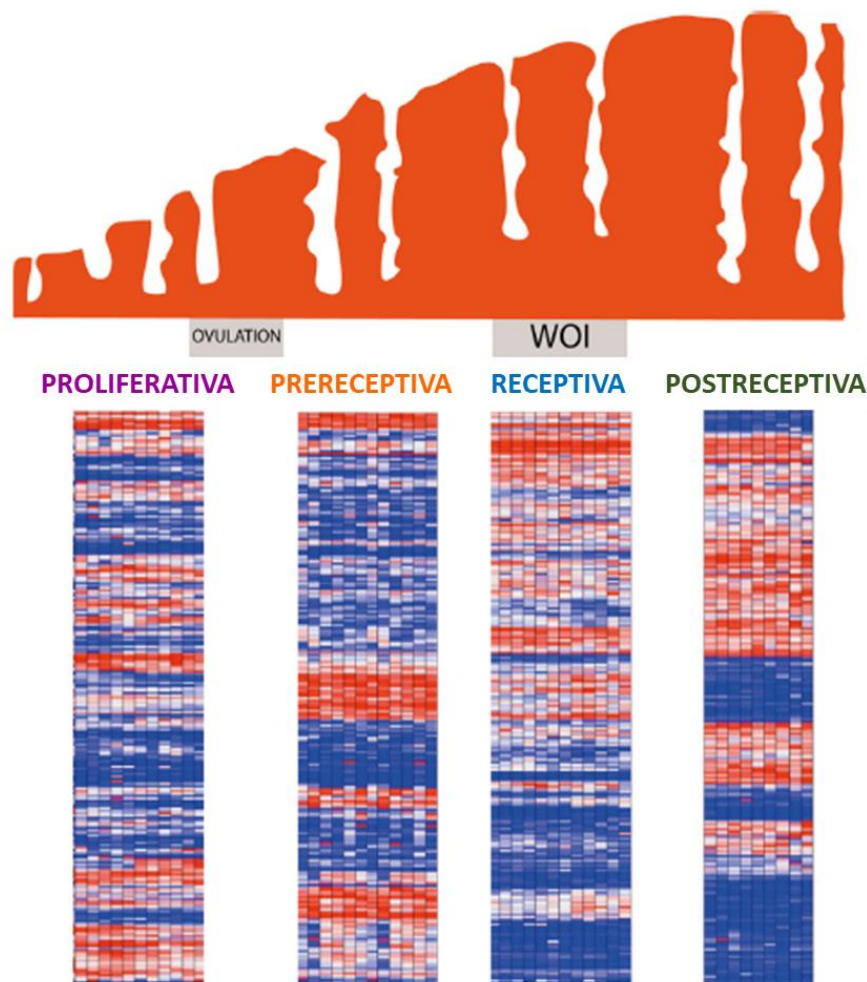 OVULATION
WOI
PROLIFERATIVA
PRERECEPTIVA
RECEPTIVA
POSTRECEPTIVA